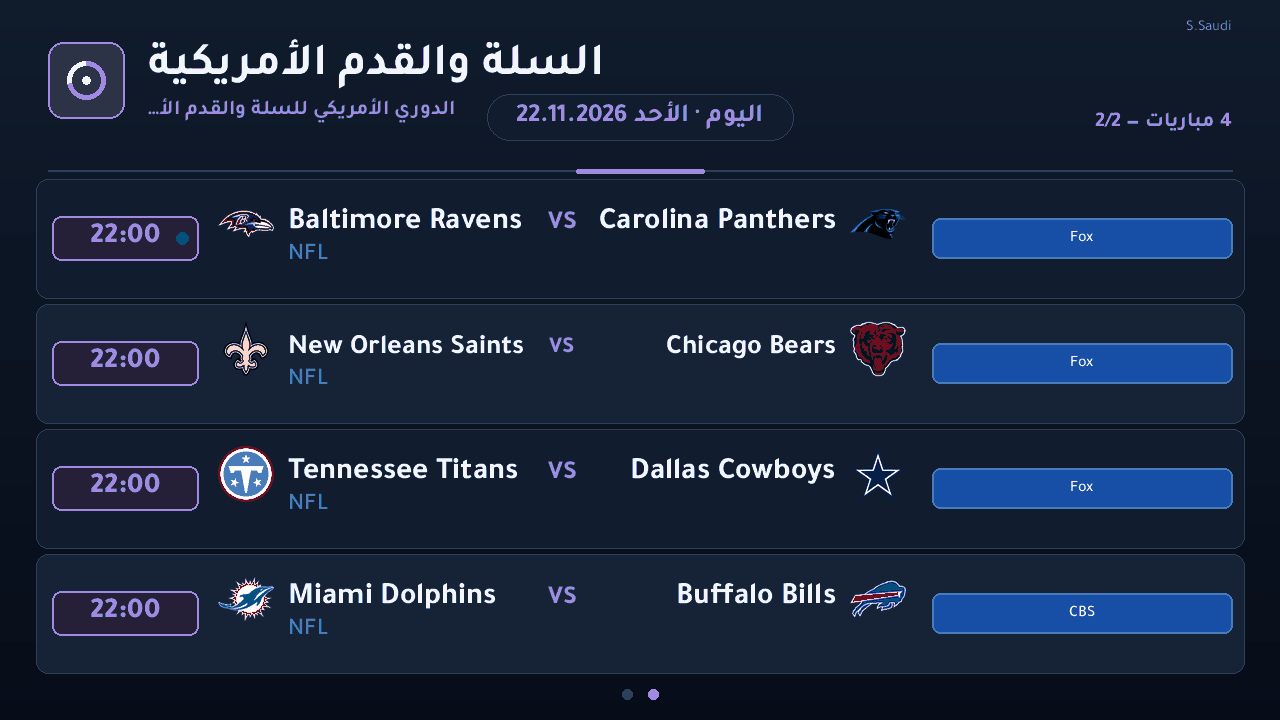 S.Saudi
السلة والقدم الأمريكية
الدوري الأمريكي للسلة والقدم الأ...
اليوم · الأحد 22.11.2026
4 مباريات – 2/2
22:00 Baltimore Ravens VS Carolina Panthers Fox
NFL
22:00 New Orleans Saints VS Chicago Bears Fox
NFL
22:00 Tennessee Titans VS Dallas Cowboys Fox
NFL
22:00 Miami Dolphins VS Buffalo Bills CBS
NFL